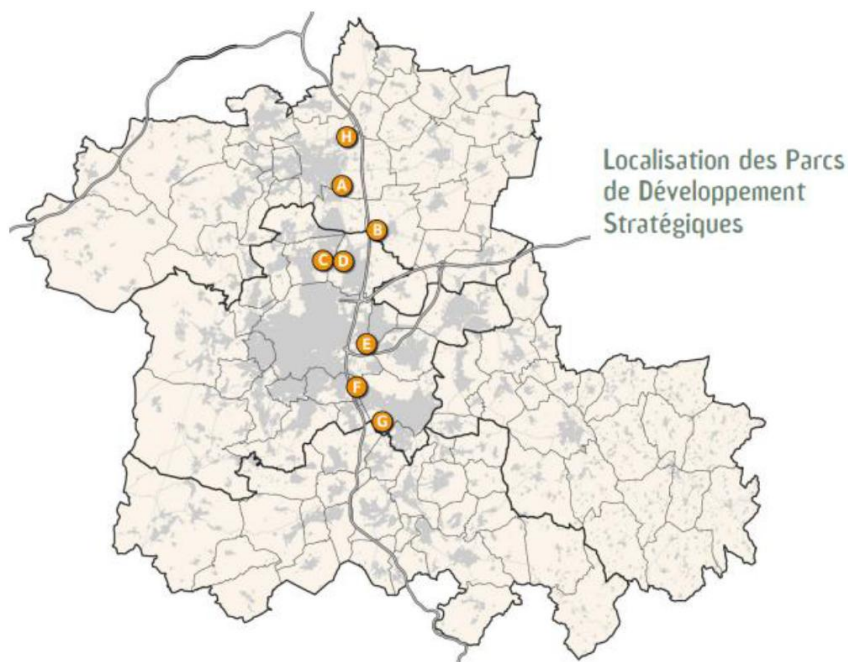 Localisation des Parcs
de Développement
Stratégiques
H
A
B
C D
E
F
G